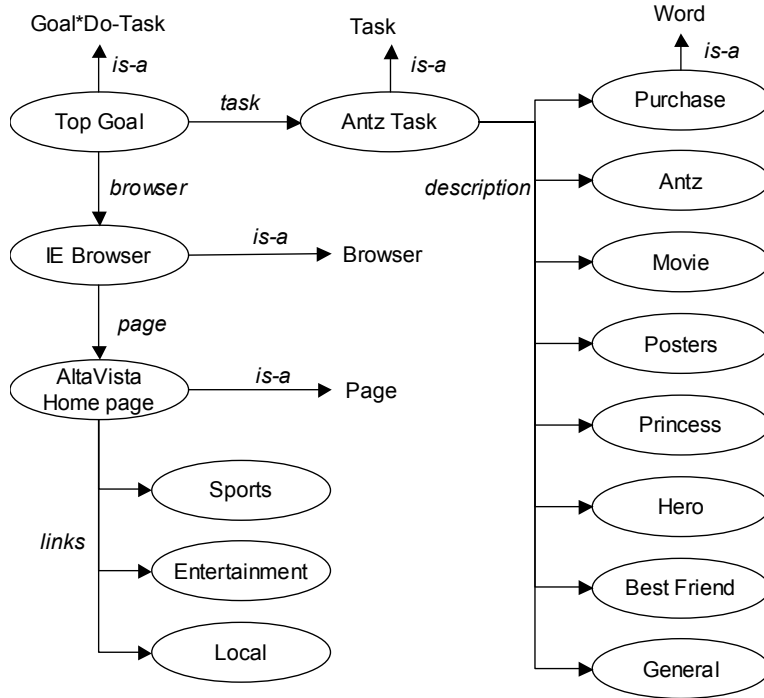 Goal*Do-Task
Task
Word
is-a
is-a
is-a
Top Goal
task
Antz Task
Purchase
browser
description
Antz
IE Browser
is-a
Browser
Movie
page
Posters
AltaVista
Home page
is-a
Page
Princess
Sports
Hero
links
Entertainment
Best Friend
Local
General